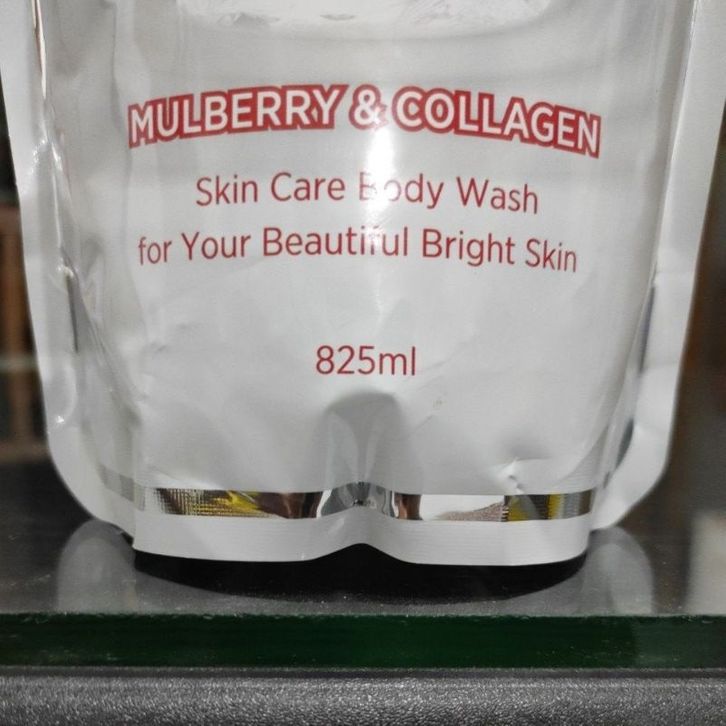 MULBERRY & COLLAGEN
Skin Care Body Wash
for Your Beautiful Bright Skin
825ml